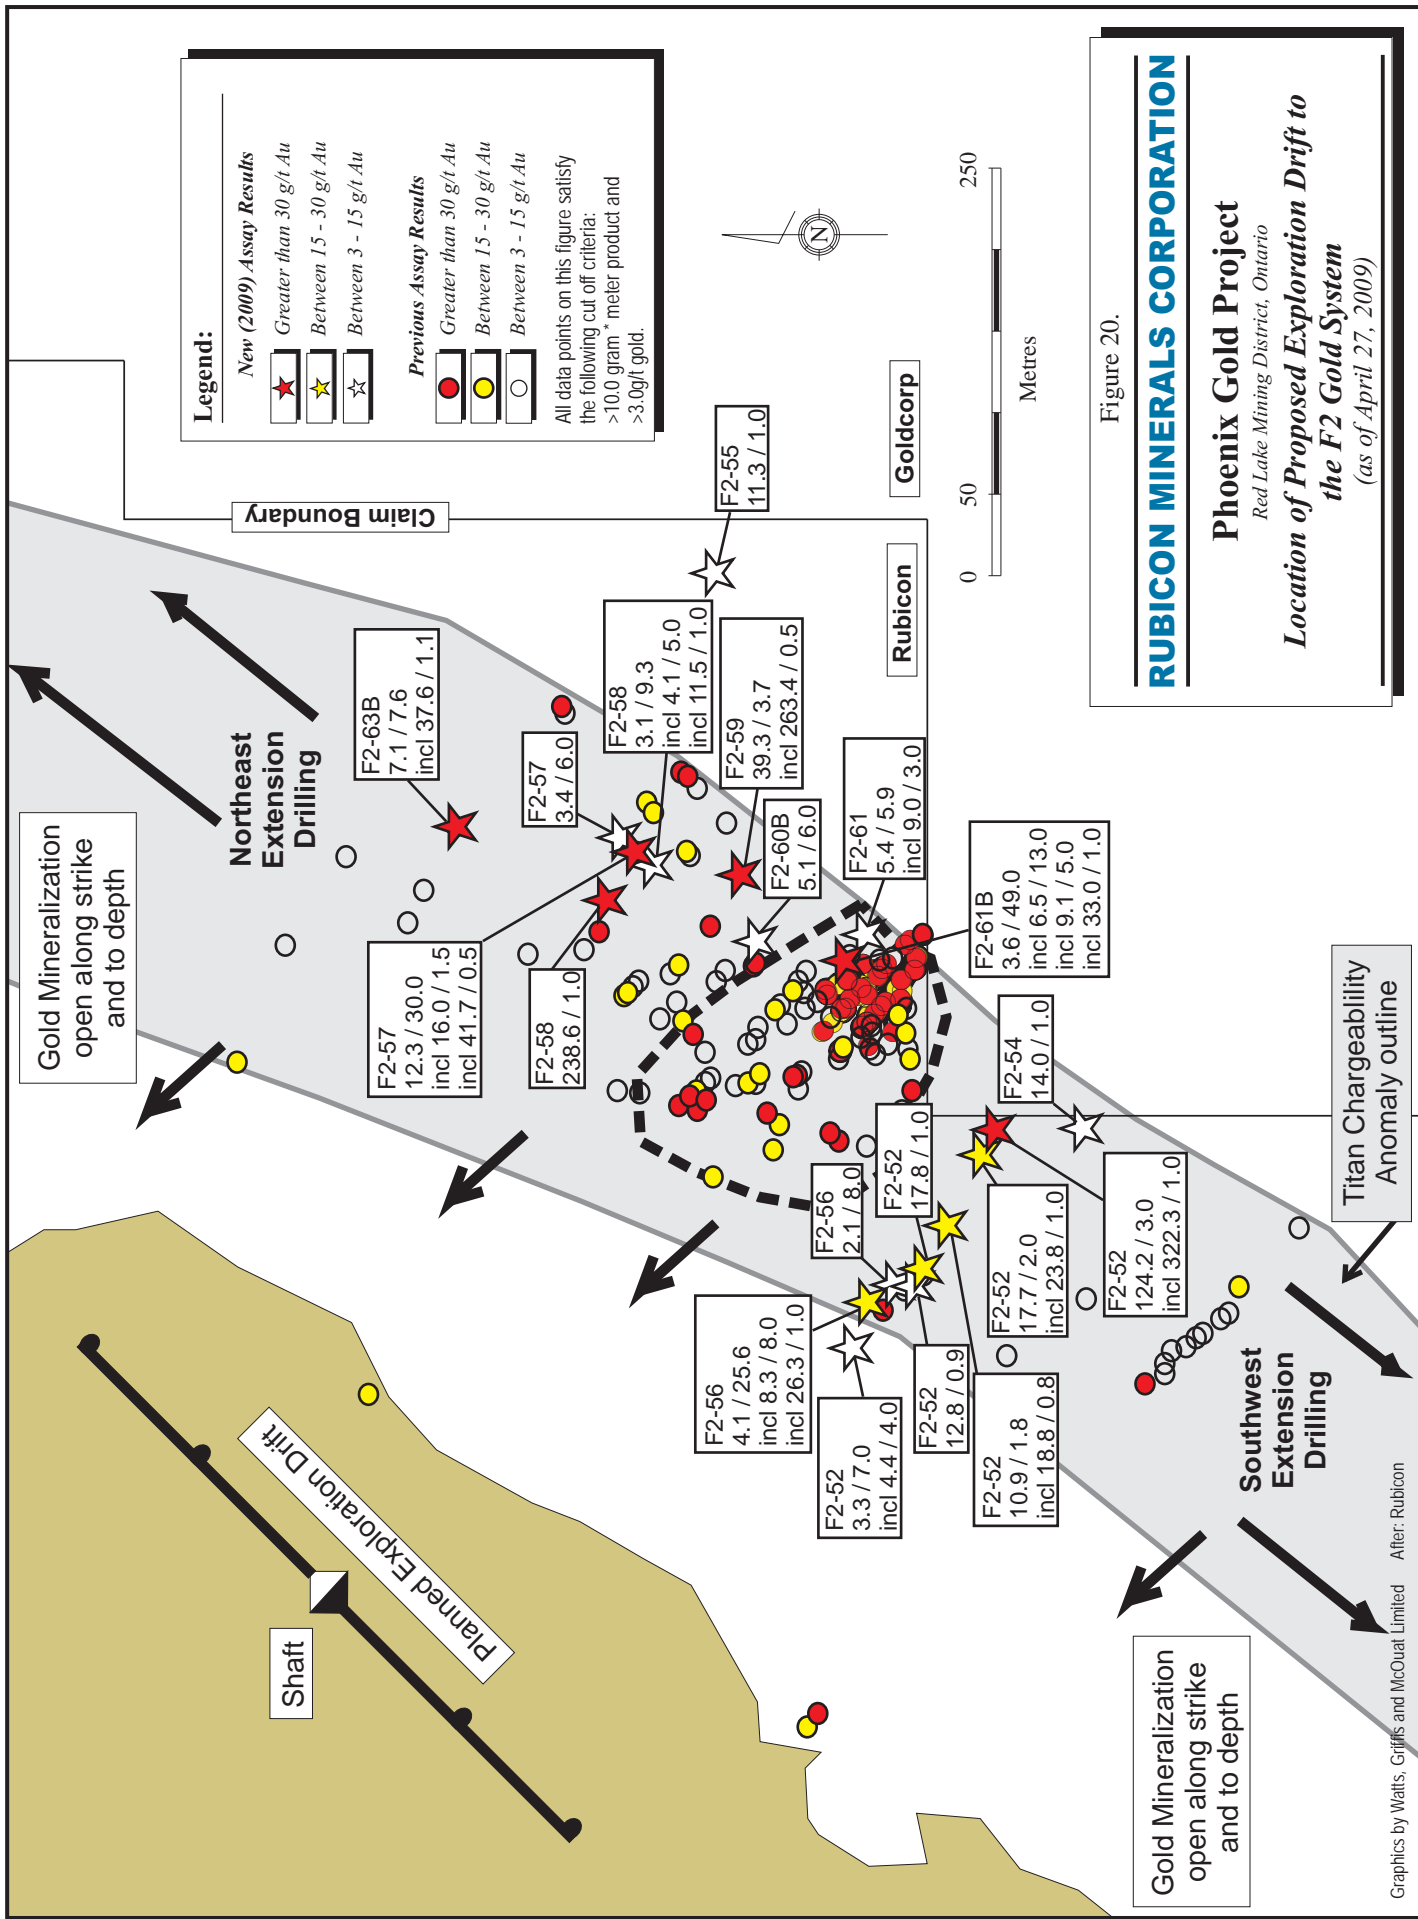 Gold Mineralization
open along strike
and to depth
Northeast
Extension
Drilling
Claim Boundary
Legend:
New (2009) Assay Results
Greater than 30 g/t Au
Between 15 - 30 g/t Au
Between 3 - 15 g/t Au
Previous Assay Results
Greater than 30 g/t Au
Between 15 - 30 g/t Au
Between 3 - 15 g/t Au
All data points on this figure satisfy
the following cut off criteria:
>10.0 gram * meter product and
>3.0g/t gold.
F2-63B
7.1 / 7.6
incl 37.6 / 1.1
F2-57
3.4 / 6.0
F2-58
3.1 / 9.3
incl 4.1 / 5.0
incl 11.5 / 1.0
F2-55
11.3 / 1.0
F2-59
39.3 / 3.7
incl 263.4 / 0.5
F2-60B
5.1 / 6.0
F2-61
5.4 / 5.9
incl 9.0 / 3.0
F2-57
12.3 / 30.0
incl 16.0 / 1.5
incl 41.7 / 0.5
F2-58
238.6 / 1.0
F2-61B
3.6 / 49.0
incl 6.5 / 13.0
incl 9.1 / 5.0
incl 33.0 / 1.0
F2-54
14.0 / 1.0
F2-56
2.1 / 8.0
F2-52
17.8 / 1.0
F2-52
17.7 / 2.0
incl 23.8 / 1.0
F2-52
124.2 / 3.0
incl 322.3 / 1.0
F2-56
4.1 / 25.6
incl 8.3 / 8.0
incl 26.3 / 1.0
F2-52
3.3 / 7.0
incl 4.4 / 4.0
F2-52
12.8 / 0.9
F2-52
10.9 / 1.8
incl 18.8 / 0.8
Rubicon
Goldcorp
N
0
50
250
Metres
Shaft
Planned Exploration Drift
Titan Chargeability
Anomaly outline
Southwest
Extension
Drilling
Gold Mineralization
open along strike
and to depth
Figure 20.
RUBICON MINERALS CORPORATION
Phoenix Gold Project
Red Lake Mining District, Ontario
Location of Proposed Exploration Drift to
the F2 Gold System
(as of April 27, 2009)
Graphics by Watts, Griffis and McOuat Limited After: Rubicon